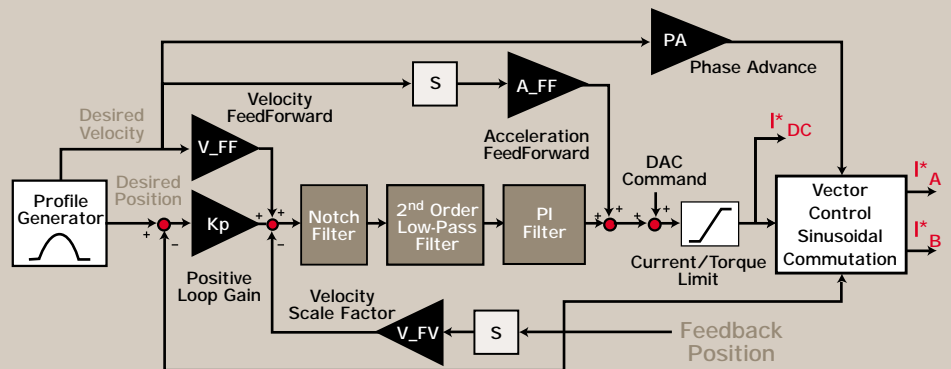 PA
Phase Advance
S
A_FF
Velocity
FeedForward
Desired
Velocity
V_FF
Acceleration
FeedForward
I*DC
DAC
Command
Desired
Position
Profile
Generator
+
−
Kp
+
+
−
Notch
Filter
2nd Order
Low-Pass
Filter
PI
Filter
+
+
+
+
Vector
Control
Sinusoidal
Commutation
I*A
I*B
Positive
Loop Gain
Current/Torque
Limit
Velocity
Scale Factor
V_FV
S
Feedback
Position